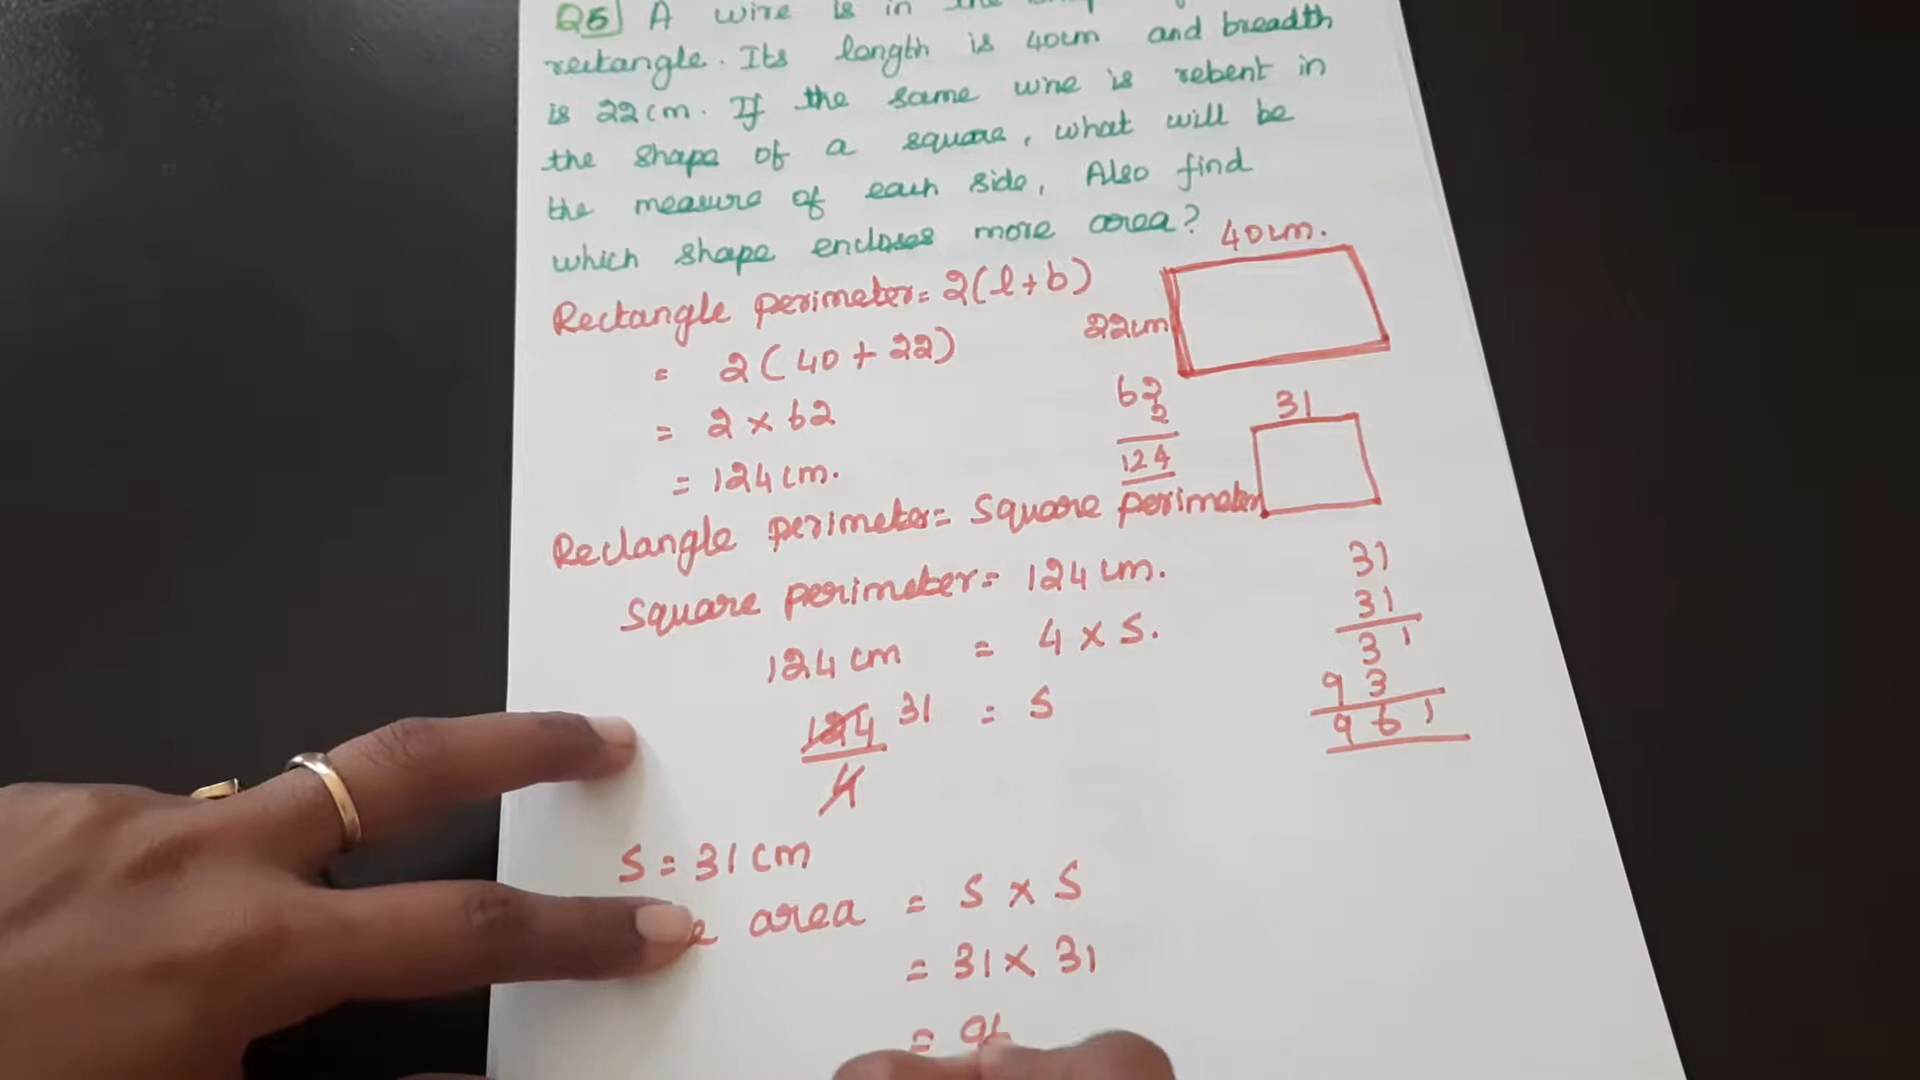 Q5] A wire is in the
rectangle. Its length is 40cm and breadth
is 22cm. If the same wire is rebent in
the shape of a square, what will be
the measure of each side, Also find
which shape encloses more area?
40cm.
Rectangle perimeter = 2(l+b)
22cm
= 2(40+22)
= 2 × 62
= 124cm.
62
2
124
31
Rectangle perimeter = Square perimeter
Square perimeter = 124cm.
124cm = 4 × S.
124 31 = S
4
31
31
31
93
961
S = 31cm
area = S × S
= 31 × 31
= 96